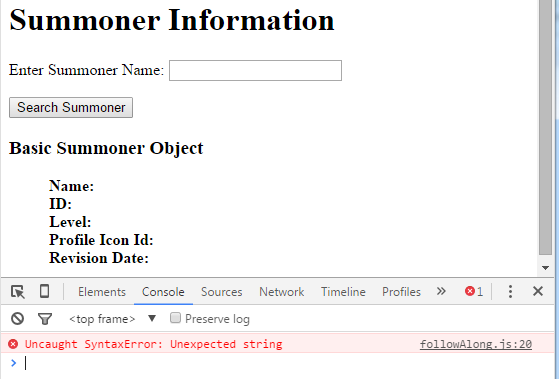 Summoner Information
Enter Summoner Name:
Search Summoner
Basic Summoner Object
Name:
ID:
Level:
Profile Icon Id:
Revision Date:
Elements Console Sources Network Timeline Profiles » 1
<top frame> ▼ Preserve log
Uncaught SyntaxError: Unexpected string followAlong.js:20
>